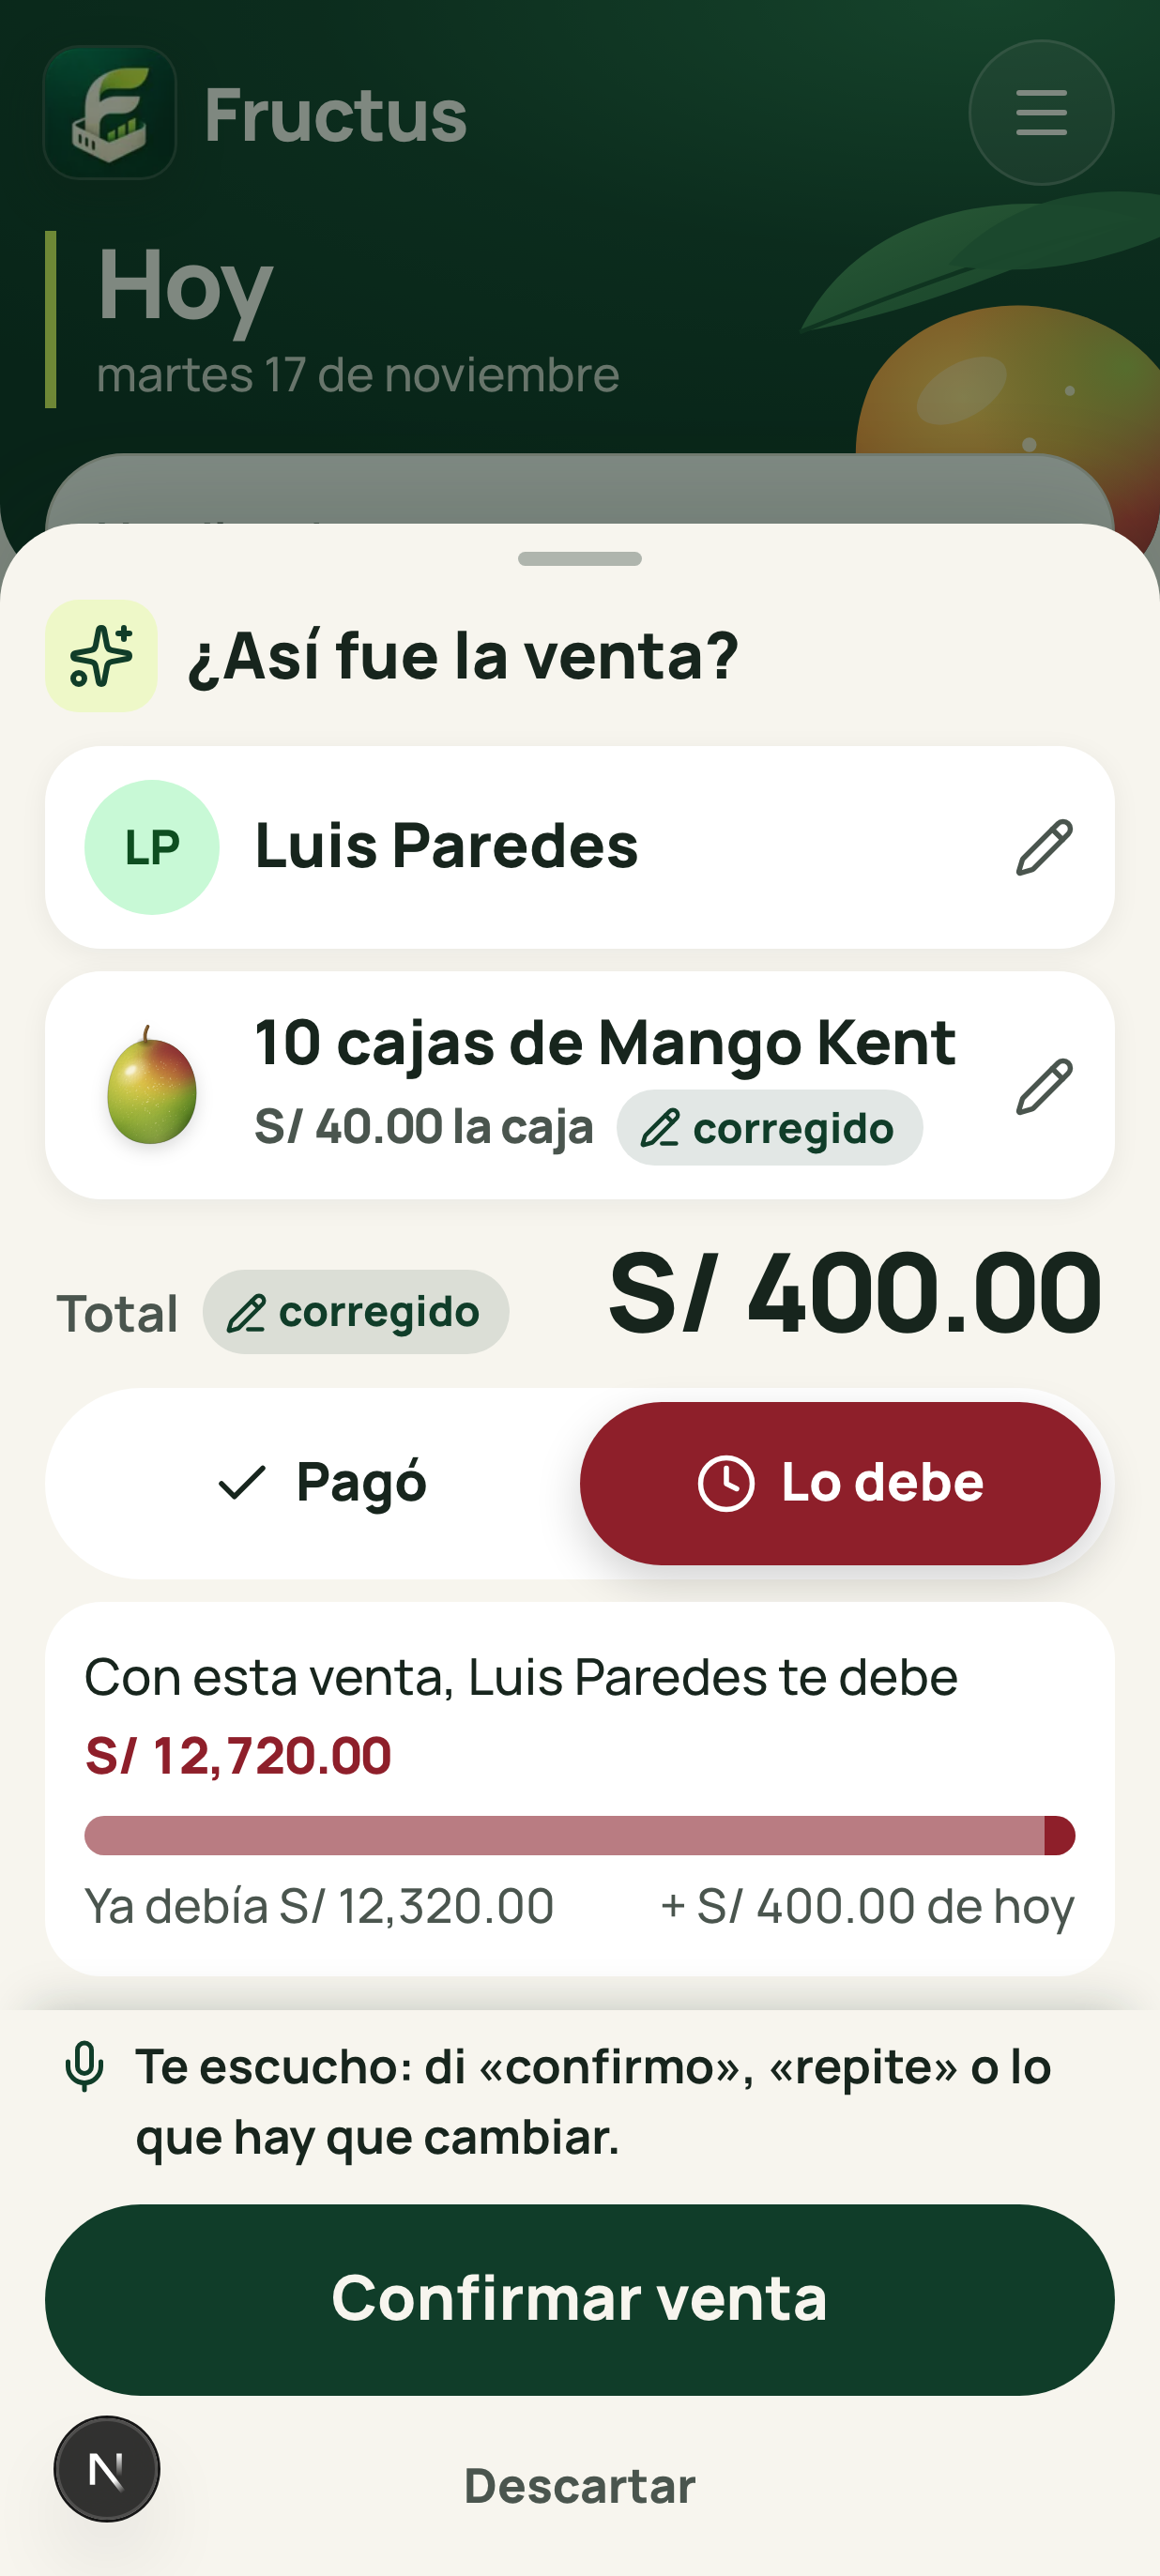 Fructus
Hoy
martes 17 de noviembre
¿Así fue la venta?
LP
Luis Paredes
10 cajas de Mango Kent
S/ 40.00 la caja corregido
Total corregido S/ 400.00
Pagó Lo debe
Con esta venta, Luis Paredes te debe
S/ 12,720.00
Ya debía S/ 12,320.00 + S/ 400.00 de hoy
Te escucho: di «confirmo», «repite» o lo
que hay que cambiar.
Confirmar venta
N
Descartar